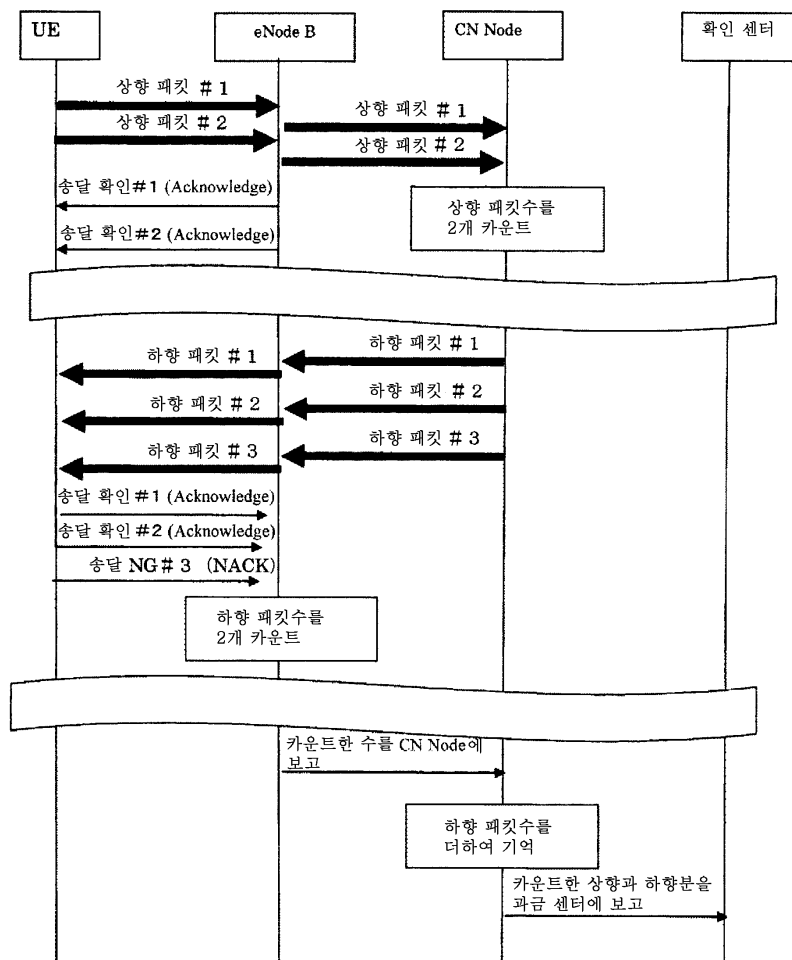 UE
eNode B
CN Node
확인 센터
상향 패킷 # 1
상향 패킷 # 1
상향 패킷 # 2
상향 패킷 # 2
송달 확인#1 (Acknowledge)
상향 패킷수를
2개 카운트
송달 확인#2 (Acknowledge)
하향 패킷 # 1
하향 패킷 # 1
하향 패킷 # 2
하향 패킷 # 2
하향 패킷 # 3
하향 패킷 # 3
송달 확인#1 (Acknowledge)
송달 확인#2 (Acknowledge)
송달 NG# 3 (NACK)
하향 패킷수를
2개 카운트
카운트한 수를 CN Node에
보고
하향 패킷수를
더하여 기억
카운트한 상향과 하향분을
과금 센터에 보고